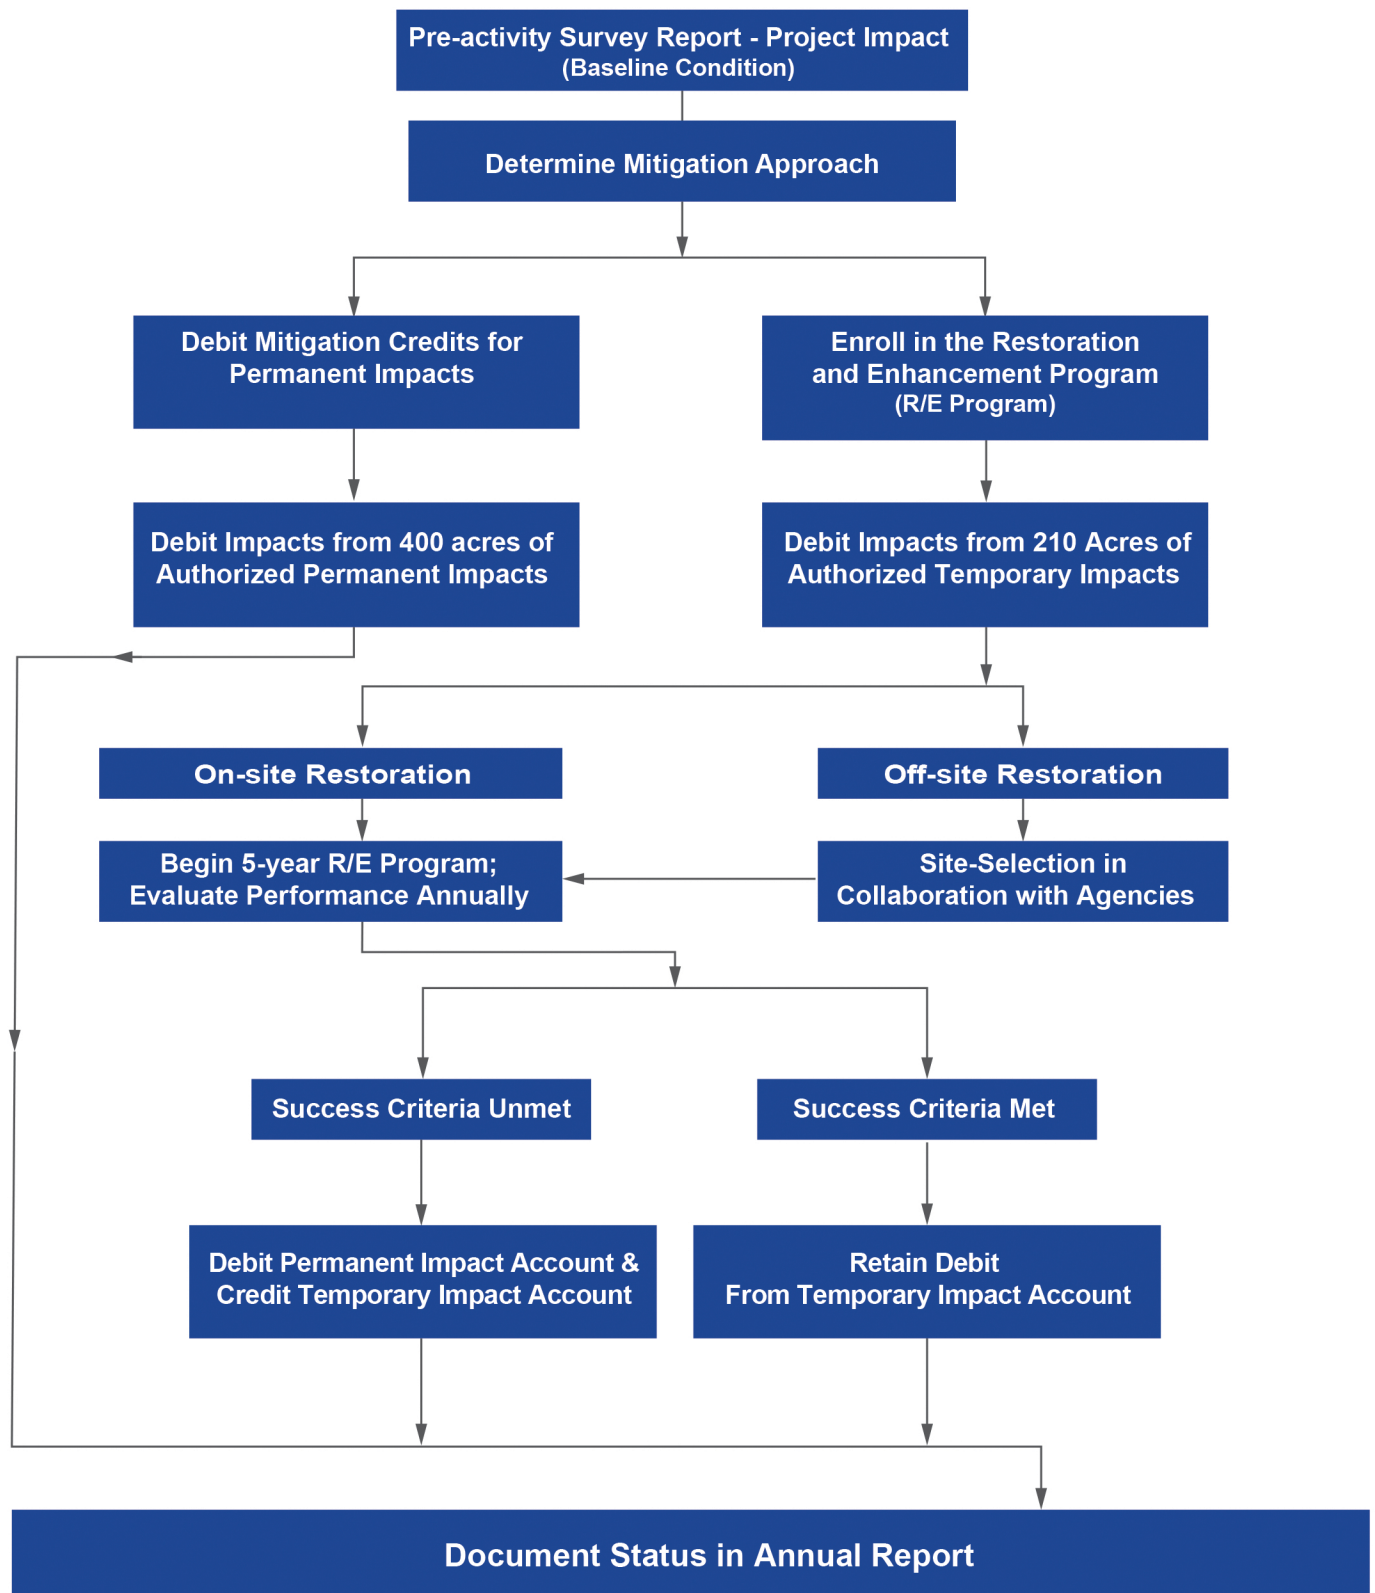 Pre-activity Survey Report - Project Impact
(Baseline Condition)
Determine Mitigation Approach
Debit Mitigation Credits for
Permanent Impacts
Enroll in the Restoration
and Enhancement Program
(R/E Program)
Debit Impacts from 400 acres of
Authorized Permanent Impacts
Debit Impacts from 210 Acres of
Authorized Temporary Impacts
On-site Restoration
Off-site Restoration
Begin 5-year R/E Program;
Evaluate Performance Annually
Site-Selection in
Collaboration with Agencies
Success Criteria Unmet
Success Criteria Met
Debit Permanent Impact Account &
Credit Temporary Impact Account
Retain Debit
From Temporary Impact Account
Document Status in Annual Report